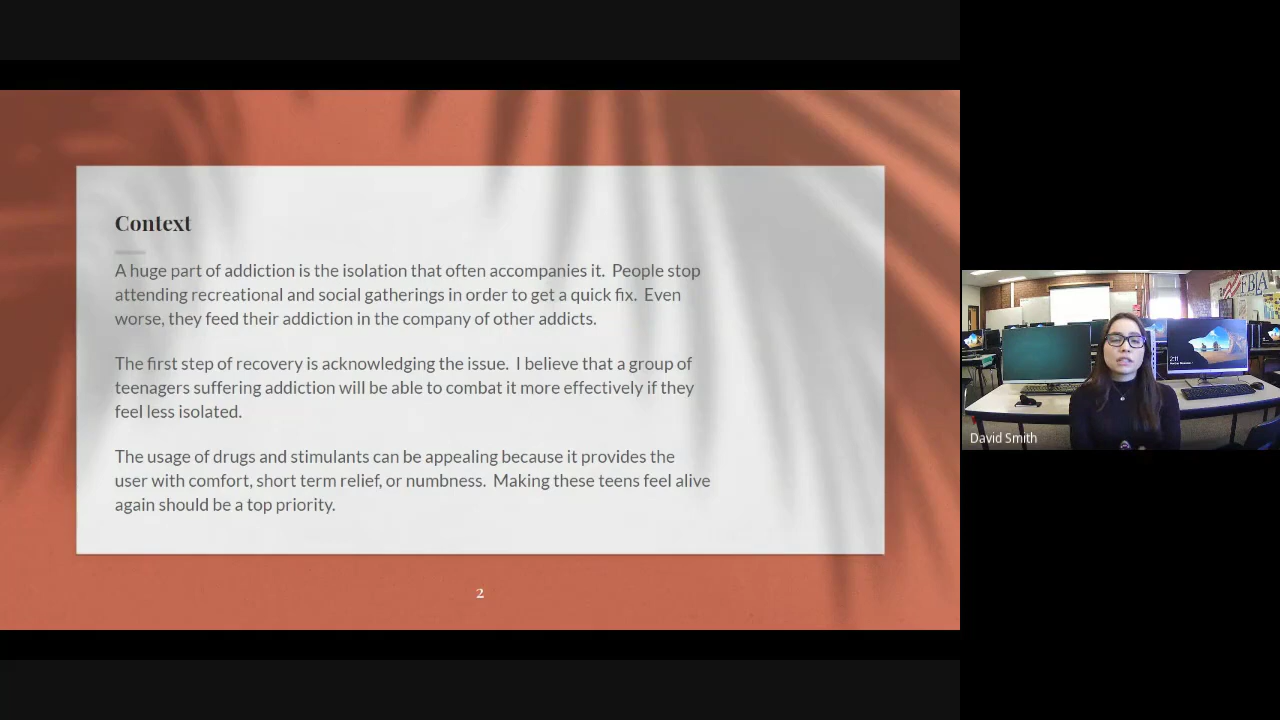 Context
A huge part of addiction is the isolation that often accompanies it.  People stop
attending recreational and social gatherings in order to get a quick fix.  Even
worse, they feed their addiction in the company of other addicts.
The first step of recovery is acknowledging the issue.  I believe that a group of
teenagers suffering addiction will be able to combat it more effectively if they
feel less isolated.
The usage of drugs and stimulants can be appealing because it provides the
user with comfort, short term relief, or numbness.  Making these teens feel alive
again should be a top priority.
2
FBLA
2:11
David Smith